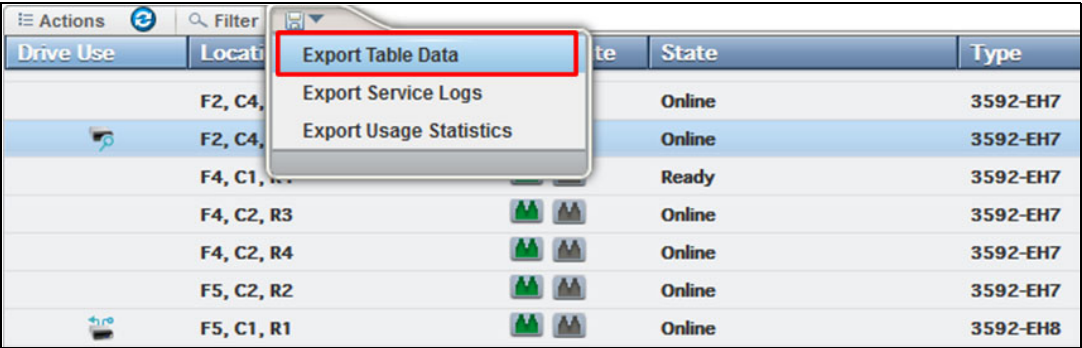 Actions Filter
Drive Use Locati te State Type
Export Table Data
F2, C4, Online 3592-EH7
Export Service Logs
F2, C4, Online 3592-EH7
Export Usage Statistics
F4, C1, Ready 3592-EH7
F4, C2, R3 Online 3592-EH7
F4, C2, R4 Online 3592-EH7
F5, C2, R2 Online 3592-EH7
F5, C1, R1 Online 3592-EH8